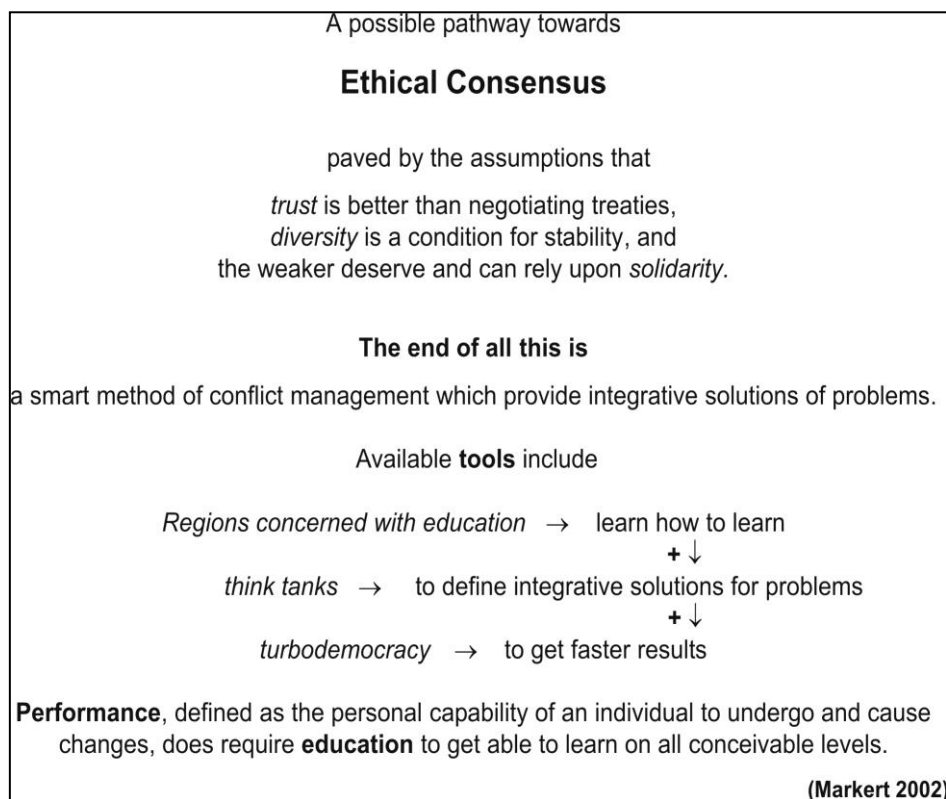 A possible pathway towards
Ethical Consensus
paved by the assumptions that
trust is better than negotiating treaties,
diversity is a condition for stability, and
the weaker deserve and can rely upon solidarity.
The end of all this is
a smart method of conflict management which provide integrative solutions of problems.
Available tools include
Regions concerned with education → learn how to learn
+ ↓
think tanks → to define integrative solutions for problems
+ ↓
turbodemocracy → to get faster results
Performance, defined as the personal capability of an individual to undergo and cause
changes, does require education to get able to learn on all conceivable levels.
(Markert 2002)